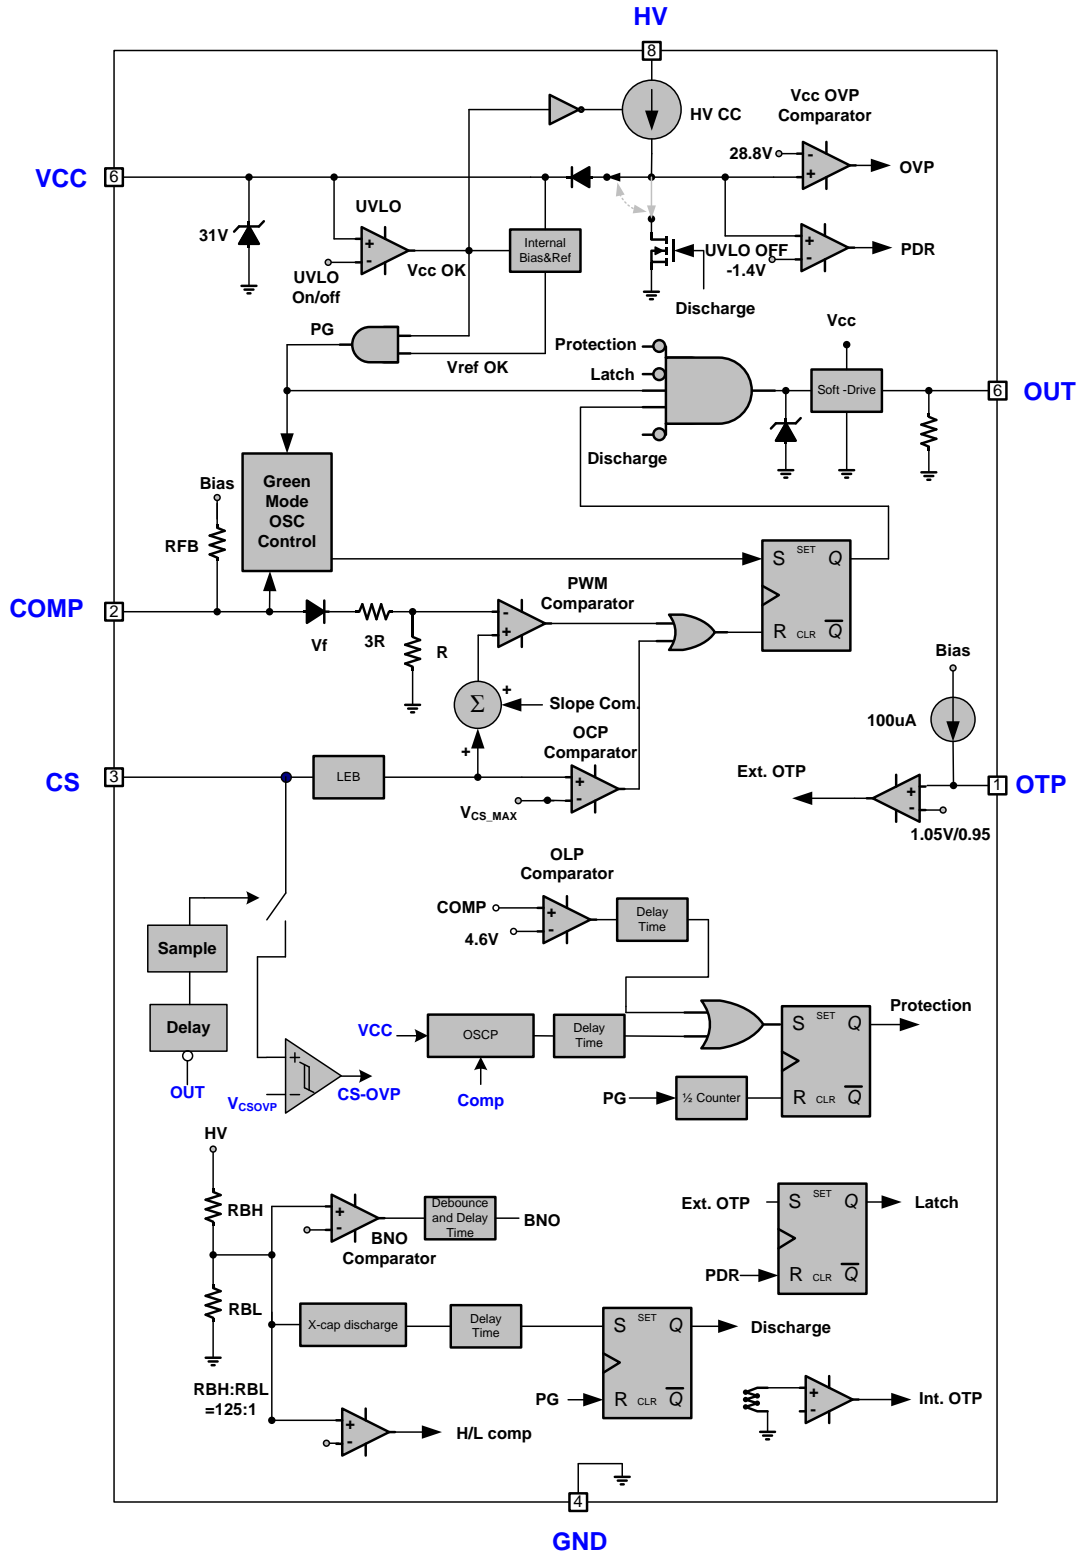 HV
8
HV CC
Vcc OVP
Comparator
28.8V
-
+
OVP
VCC
6
31V
UVLO
+
-
UVLO
On/off
Vcc OK
Internal
Bias&Ref
UVLO OFF
-1.4V
+
-
PDR
Discharge
PG
Vref OK
Vcc
Protection
Latch
Discharge
Soft -Drive
6
OUT
Bias
RFB
Green
Mode
OSC
Control
COMP
2
Vf
3R
R
PWM
Comparator
-
+
Σ
+
+
Slope Com.
S
SET
Q
R
CLR
Q
OCP
Comparator
+
-
VCS_MAX
CS
3
LEB
Bias
100uA
Ext. OTP
+
-
1
OTP
1.05V/0.95
OLP
Comparator
COMP
4.6V
+
-
Delay
Time
Sample
Delay
OUT
VCSOVP
+
−
CS-OVP
VCC
OSCP
Comp
Delay
Time
S
SET
Q
Protection
PG
½ Counter
R
CLR
Q
HV
RBH
RBL
RBH:RBL
=125:1
+
-
BNO
Comparator
Debounce
and Delay
Time
BNO
Ext. OTP
S
SET
Q
Latch
PDR
R
CLR
Q
X-cap discharge
Delay
Time
S
SET
Q
Discharge
PG
R
CLR
Q
+
-
H/L comp
+
-
Int. OTP
4
GND